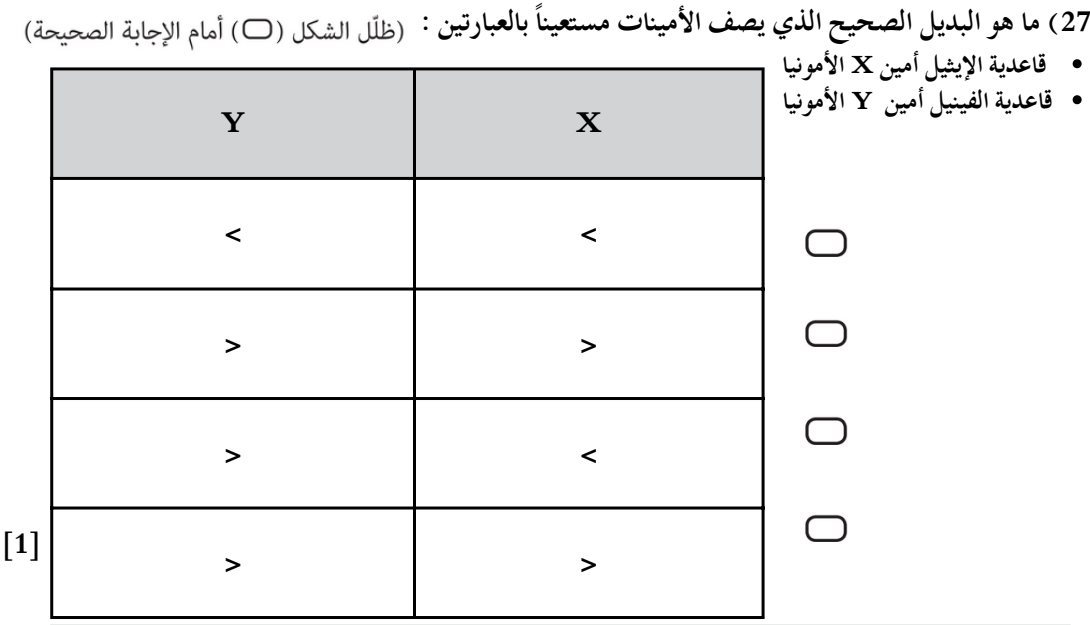 27) ما هو البديل الصحيح الذي يصف الأمينات مستعيناً بالعبارتين : (ظلّل الشكل () أمام الإجابة الصحيحة)
• قاعدية الإيثيل أمين X الأمونيا
• قاعدية الفينيل أمين Y الأمونيا
X Y
< <
> >
< >
> >
[1]